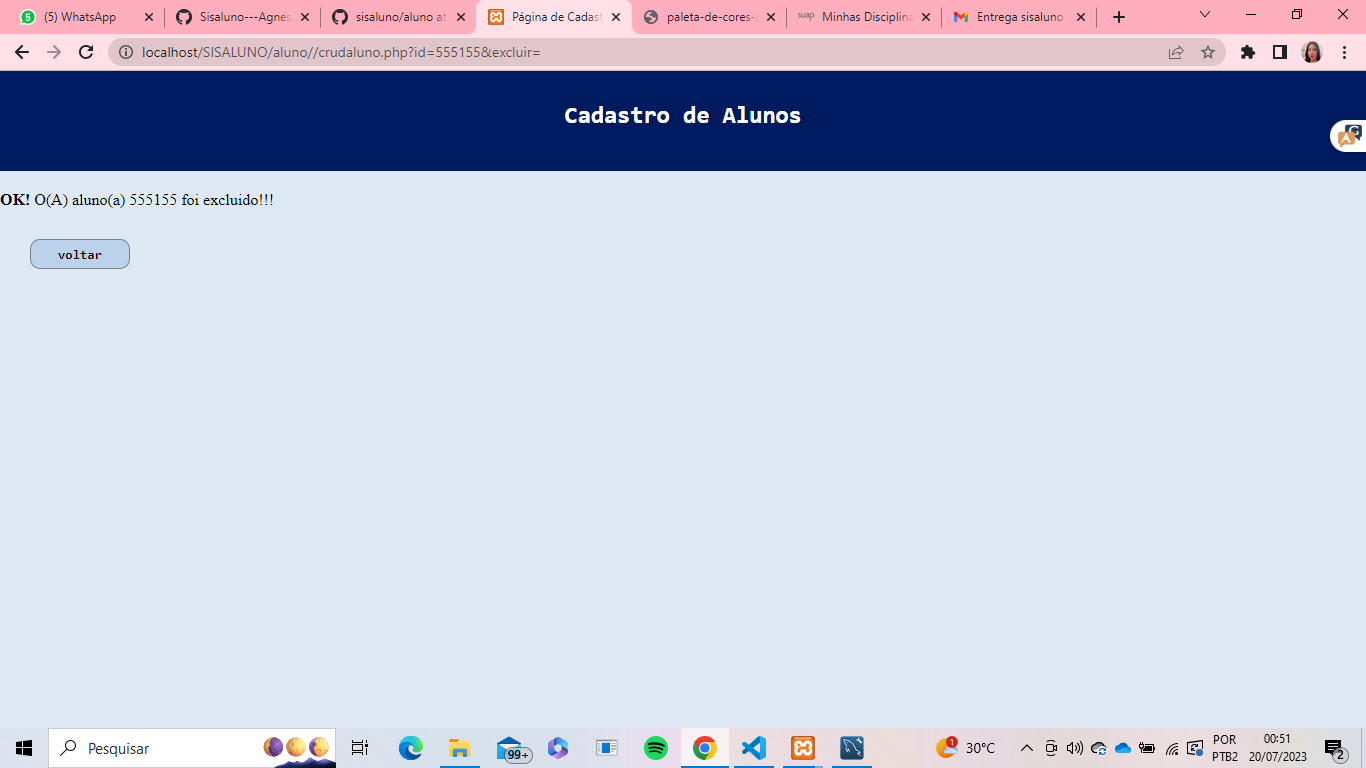 (5) WhatsApp
Sisaluno---Agnes
sisaluno/aluno at
Página de Cadast
paleta-de-cores-
suap Minhas Disciplina
Entrega sisaluno
localhost/SISALUNO/aluno//crudaluno.php?id=555155&excluir=
Cadastro de Alunos
OK! O(A) aluno(a) 555155 foi excluido!!!
voltar
Pesquisar
99+
1
30°C
POR
PTB2
00:51
20/07/2023
2